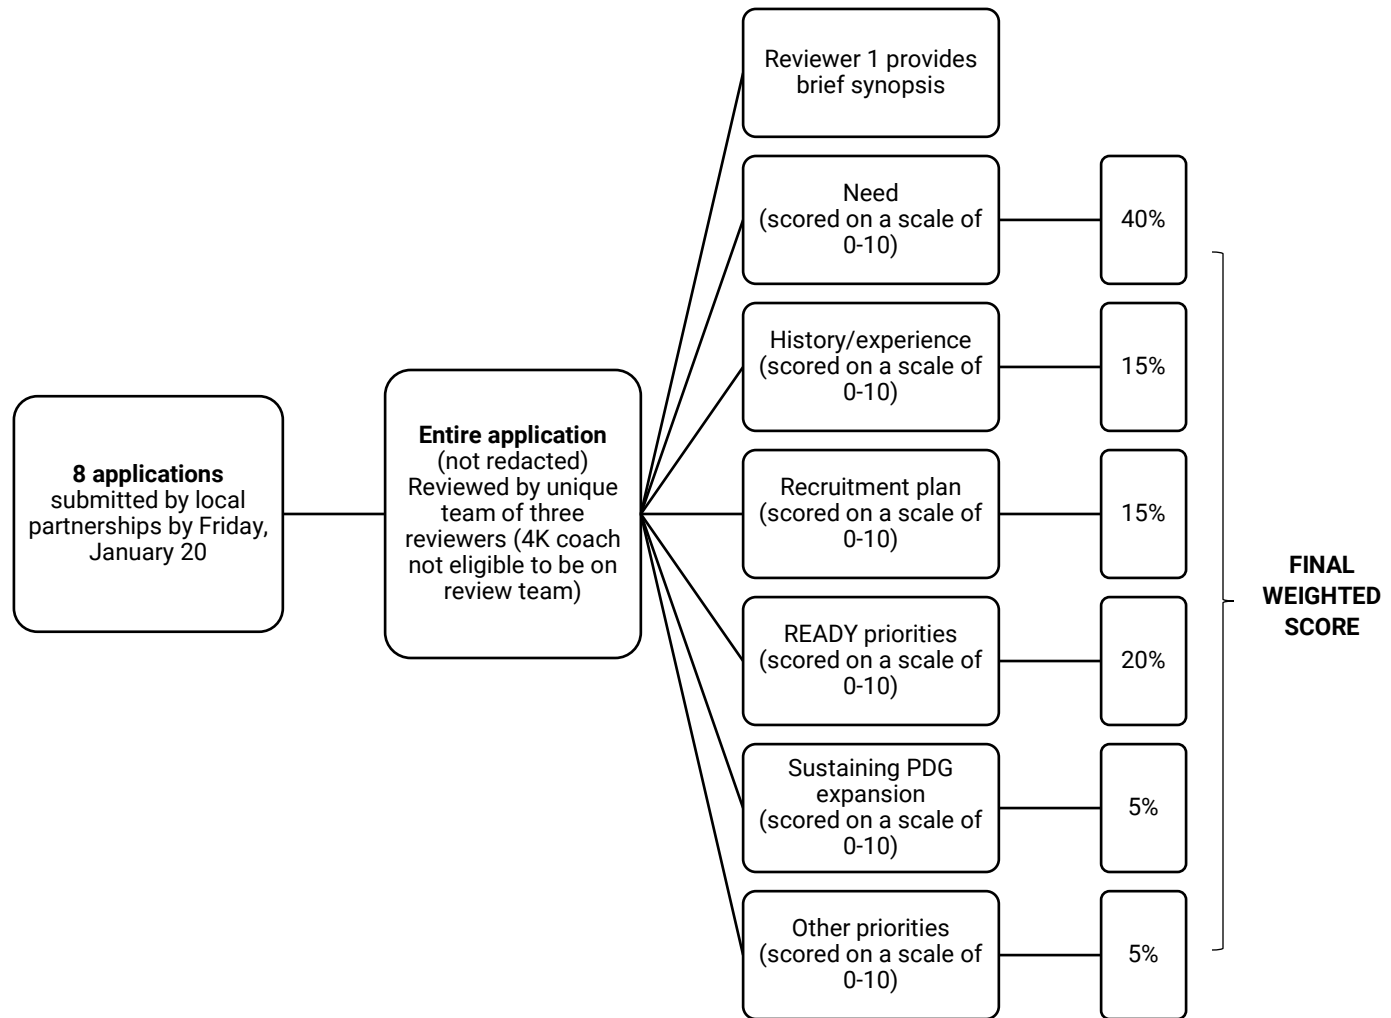 8 applications
submitted by local
partnerships by Friday,
January 20
Entire application
(not redacted)
Reviewed by unique
team of three
reviewers (4K coach
not eligible to be on
review team)
Reviewer 1 provides
brief synopsis
Need
(scored on a scale of
0-10)
40%
History/experience
(scored on a scale of
0-10)
15%
Recruitment plan
(scored on a scale of
0-10)
15%
READY priorities
(scored on a scale of
0-10)
20%
Sustaining PDG
expansion
(scored on a scale of
0-10)
5%
Other priorities
(scored on a scale of
0-10)
5%
FINAL
WEIGHTED
SCORE